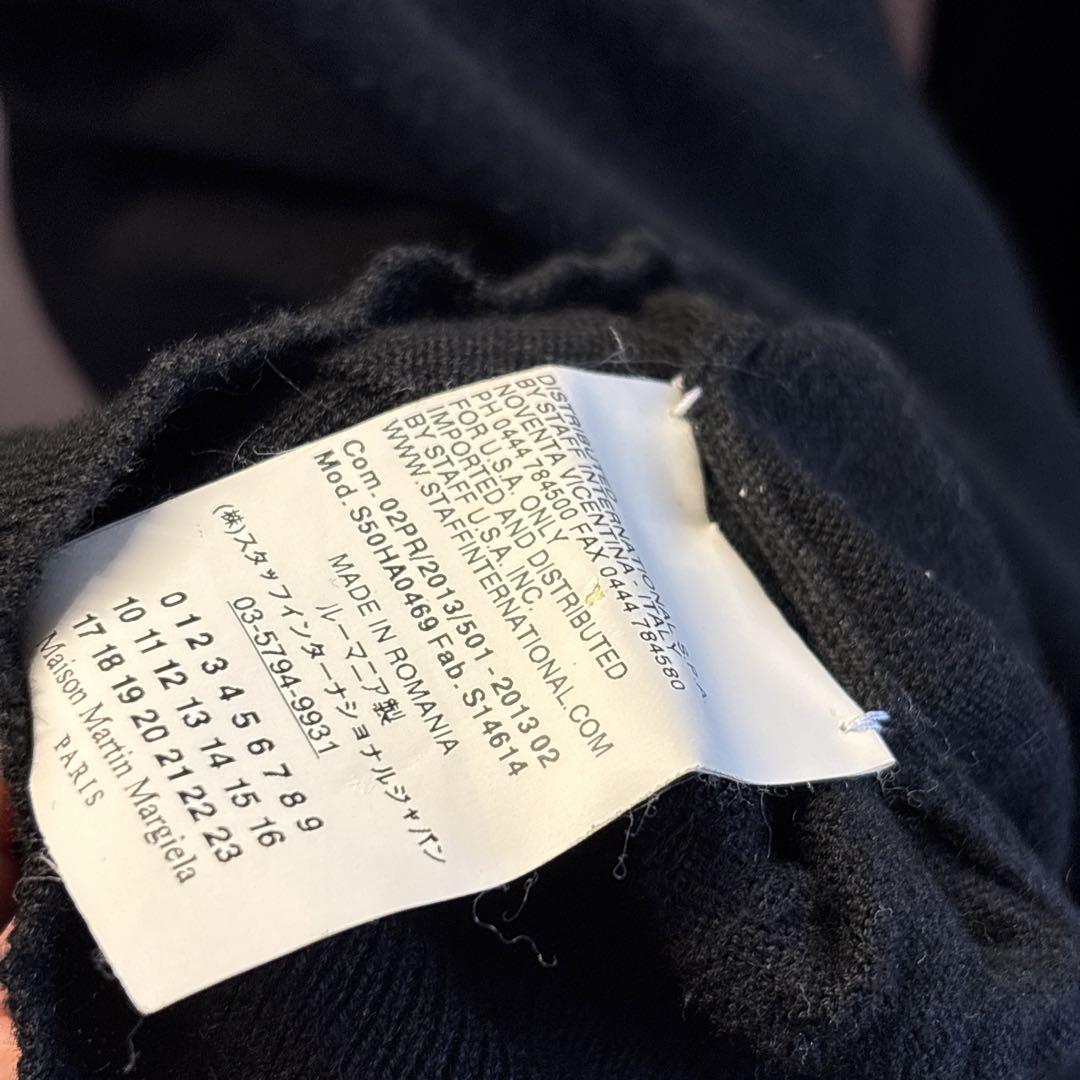 DISTRIBUTED
BY STAFF INTERNATIONAL S.P.A.
NOVENTA VICENTINA - ITALY
PH 0444 784500 FAX 0444 784580
FOR U.S.A. ONLY
IMPORTED AND DISTRIBUTED
BY STAFF U.S.A. INC.
WWW.STAFFINTERNATIONAL.COM
Com. 02PR/2013/501 - 2013 02
Mod. S50HA0469 Fab. S14614
MADE IN ROMANIA
ルーマニア製
(株)スタッフインターナショナルジャパン
03-5794-9931
0 1 2 3 4 5 6 7 8 9
10 11 12 13 14 15 16
17 18 19 20 21 22 23
Maison Martin Margiela
PARIS